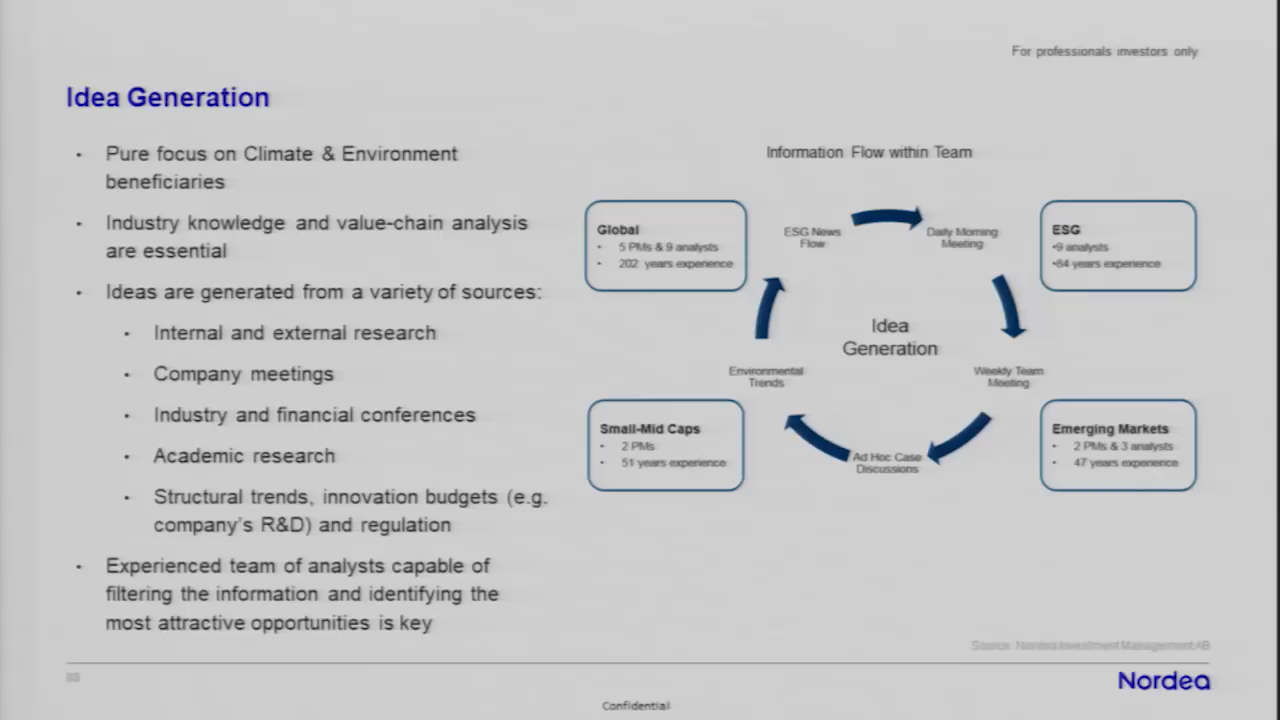 For professionals investors only
Idea Generation
• Pure focus on Climate & Environment
beneficiaries
• Industry knowledge and value-chain analysis
are essential
• Ideas are generated from a variety of sources:
• Internal and external research
• Company meetings
• Industry and financial conferences
• Academic research
• Structural trends, innovation budgets (e.g.
company's R&D) and regulation
• Experienced team of analysts capable of
filtering the information and identifying the
most attractive opportunities is key
Information Flow within Team
Global
• 5 PMs & 9 analysts
• 202 years experience
ESG News
Flow
Daily Morning
Meeting
ESG
•9 analysts
•64 years experience
Idea
Generation
Environmental
Trends
Weekly Team
Meeting
Small-Mid Caps
• 2 PMs
• 51 years experience
Ad Hoc Case
Discussions
Emerging Markets
• 2 PMs & 3 analysts
• 47 years experience
Source: Nordea Investment Management AB
Nordea
Confidential